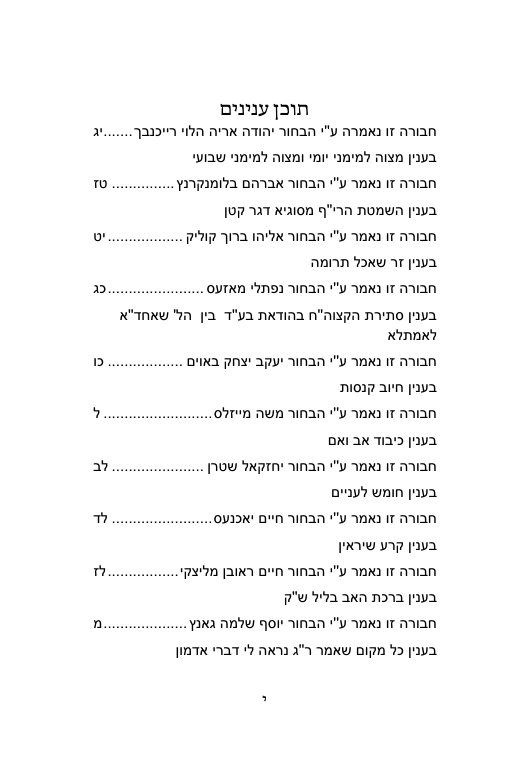 תוכן ענינים
חבורה זו נאמרה ע"י הבחור יהודה אריה הלוי רייכנבך.......יג
בענין מצוה למימני יומי ומצוה למימני שבועי
חבורה זו נאמר ע"י הבחור אברהם בלומנקרנץ............... טז
בענין השמטת הרי"ף מסוגיא דגר קטן
חבורה זו נאמר ע"י הבחור אליהו ברוך קוליק .................. יט
בענין זר שאכל תרומה
חבורה זו נאמר ע"י הבחור נפתלי מאזעס .......................כג
בענין סתירת הקצוה"ח בהודאת בע"ד בין הל' שאחד"א
לאמתלא
חבורה זו נאמר ע"י הבחור יעקב יצחק באוים .................. כו
בענין חיוב קנסות
חבורה זו נאמר ע"י הבחור משה מייזלס.......................... ל
בענין כיבוד אב ואם
חבורה זו נאמר ע"י הבחור יחזקאל שטרן ...................... לב
בענין חומש לעניים
חבורה זו נאמר ע"י הבחור חיים יאכנעס........................ לד
בענין קרע שיראין
חבורה זו נאמר ע"י הבחור חיים ראובן מליצקי.................לז
בענין ברכת האב בליל ש"ק
חבורה זו נאמר ע"י הבחור יוסף שלמה גאנץ....................מ
בענין כל מקום שאמר ר"ג נראה לי דברי אדמון
י